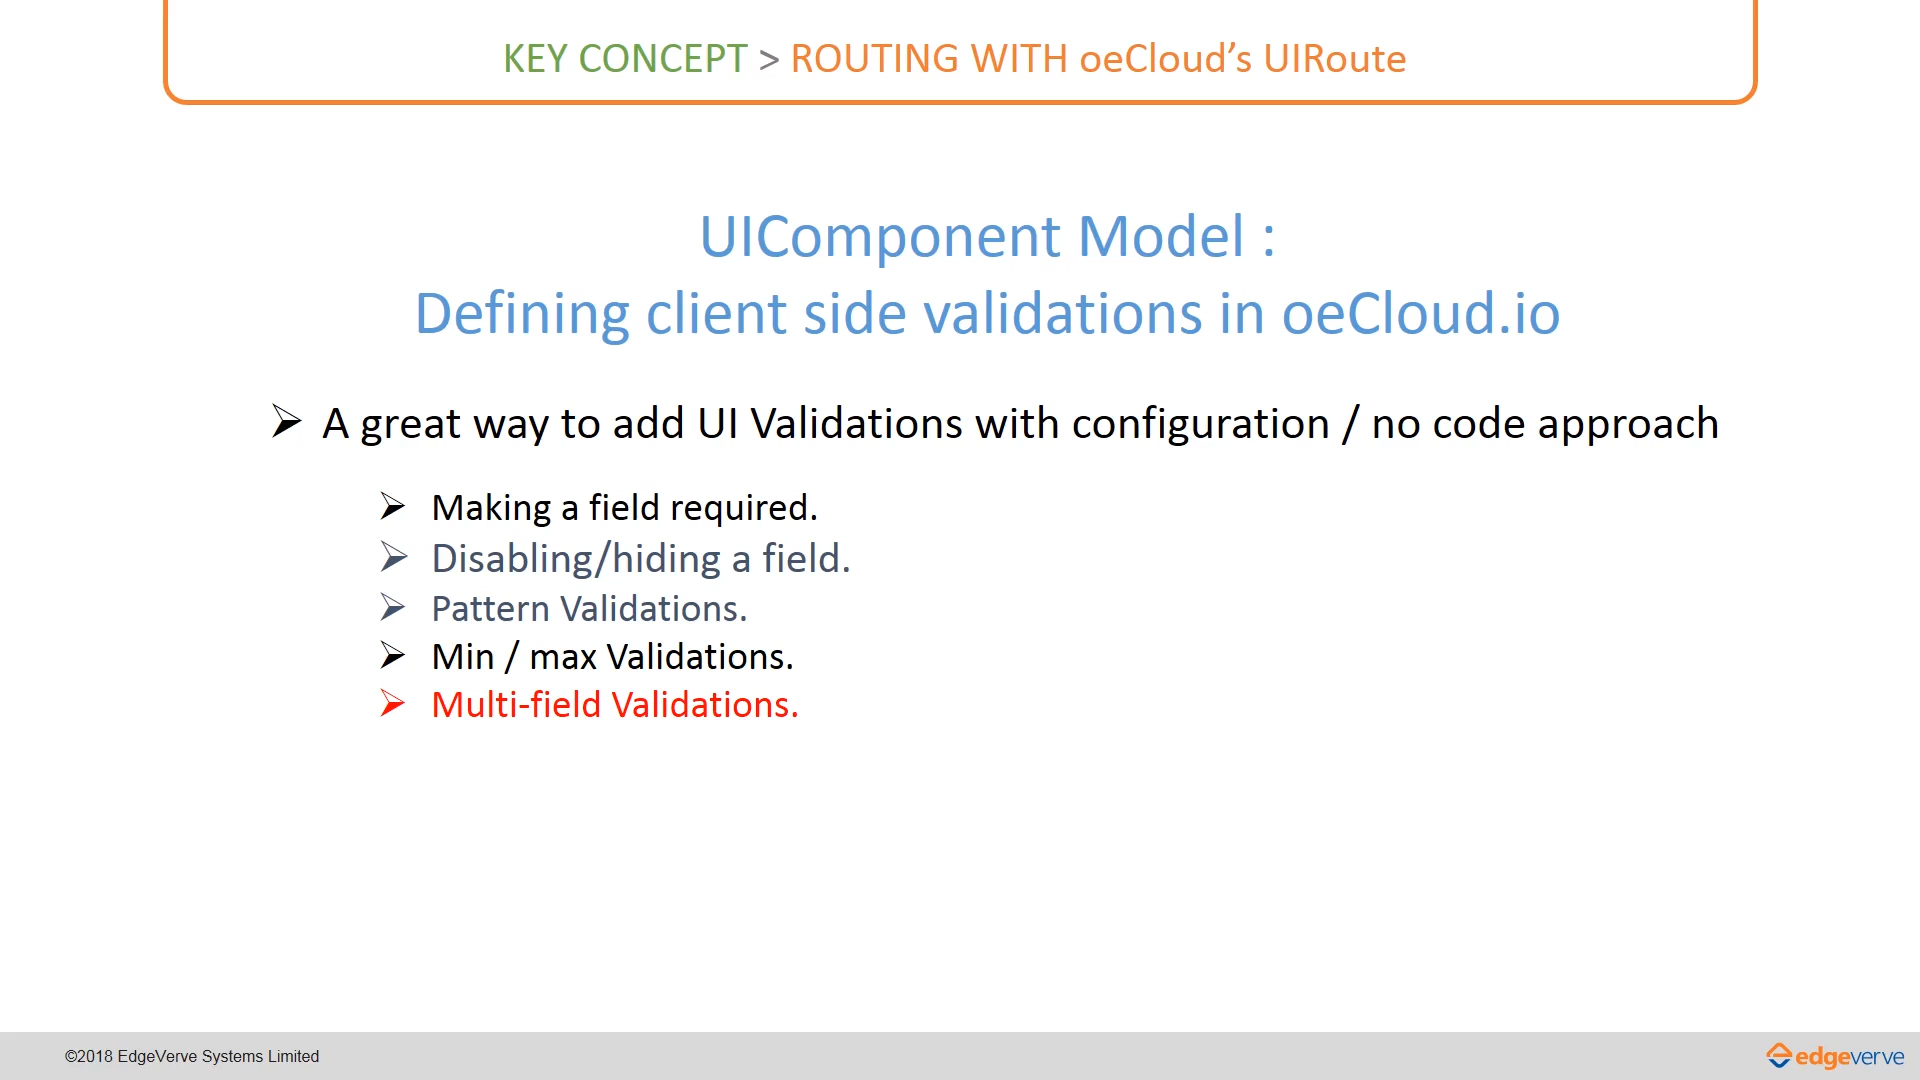 KEY CONCEPT > ROUTING WITH oeCloud’s UIRoute
UIComponent Model :
Defining client side validations in oeCloud.io
A great way to add UI Validations with configuration / no code approach
Making a field required.
Disabling/hiding a field.
Pattern Validations.
Min / max Validations.
Multi-field Validations.
©2018 EdgeVerve Systems Limited
edgeverve